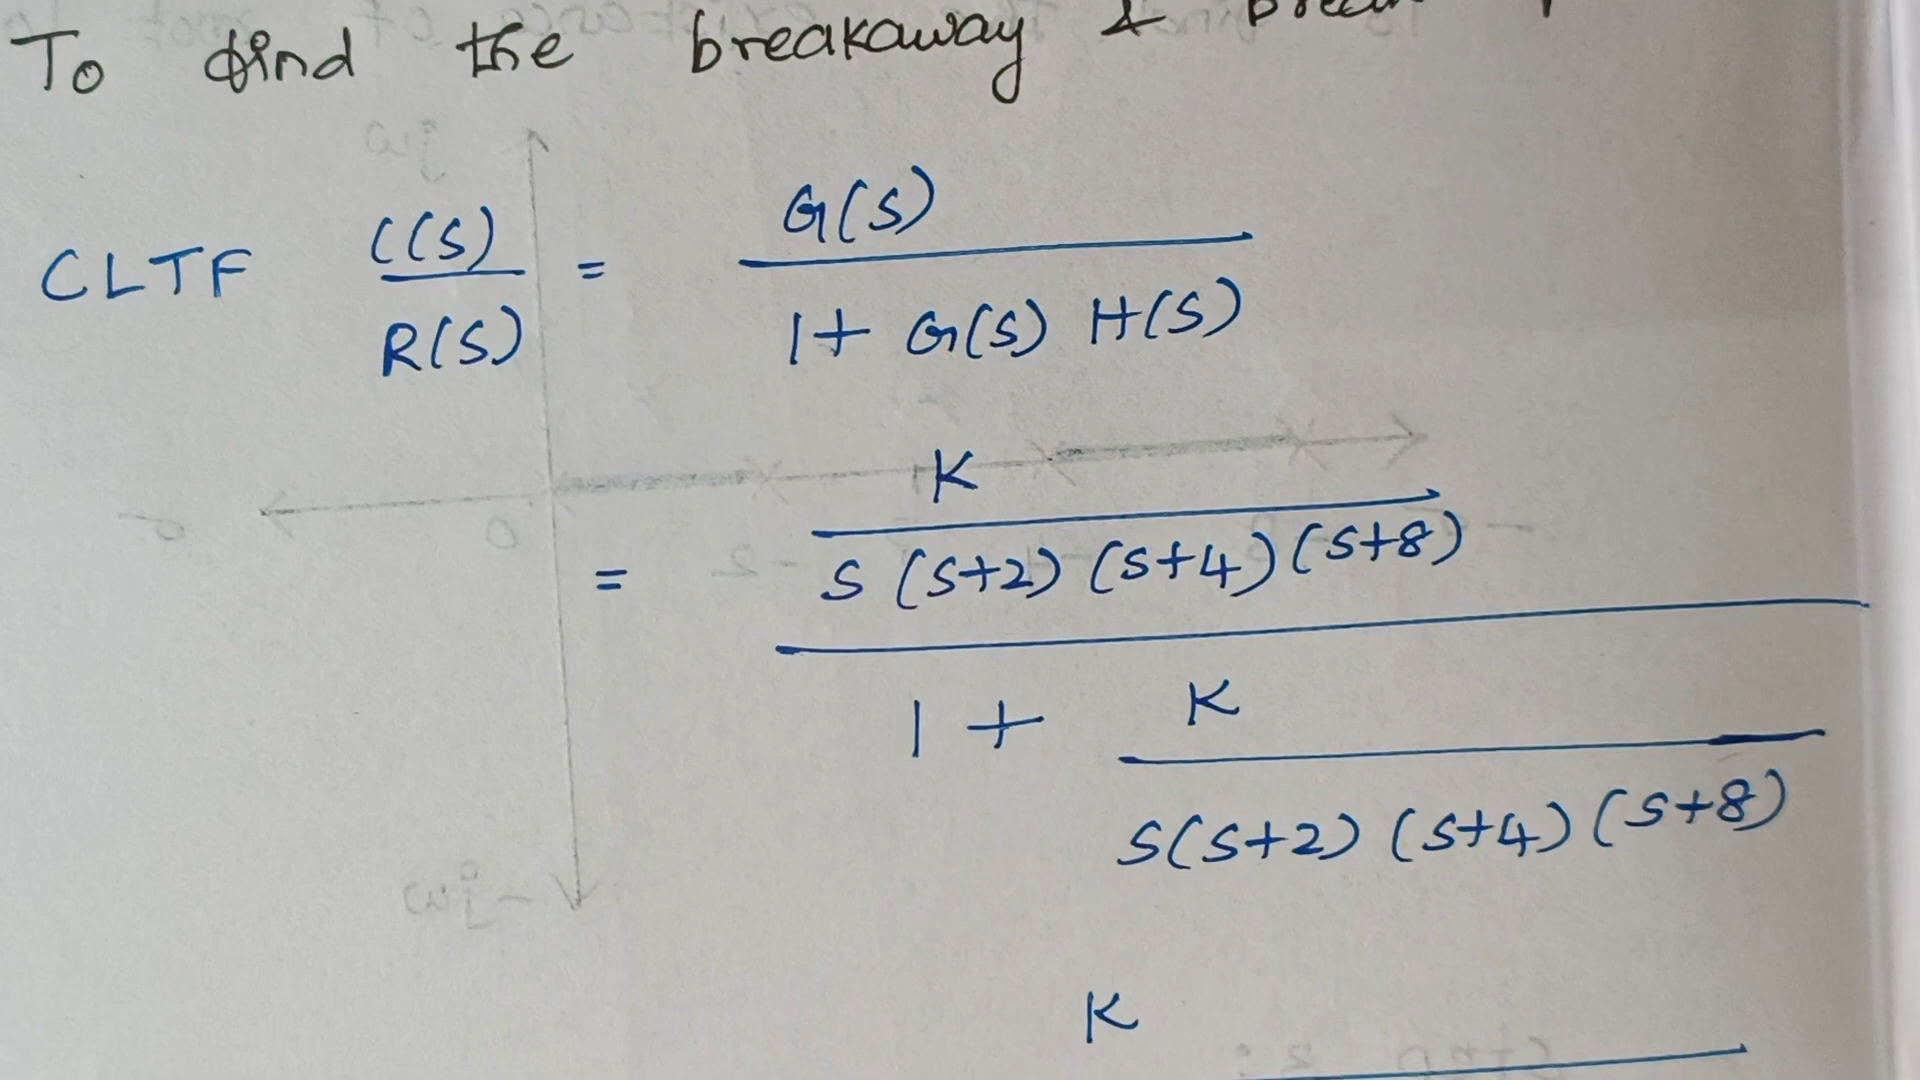 To find the breakaway &
CLTF C(S)/R(S) = G(S)/1+ G(S) H(S)
= K/S(S+2)(S+4)(S+8)
1+ K/S(S+2)(S+4)(S+8)
K